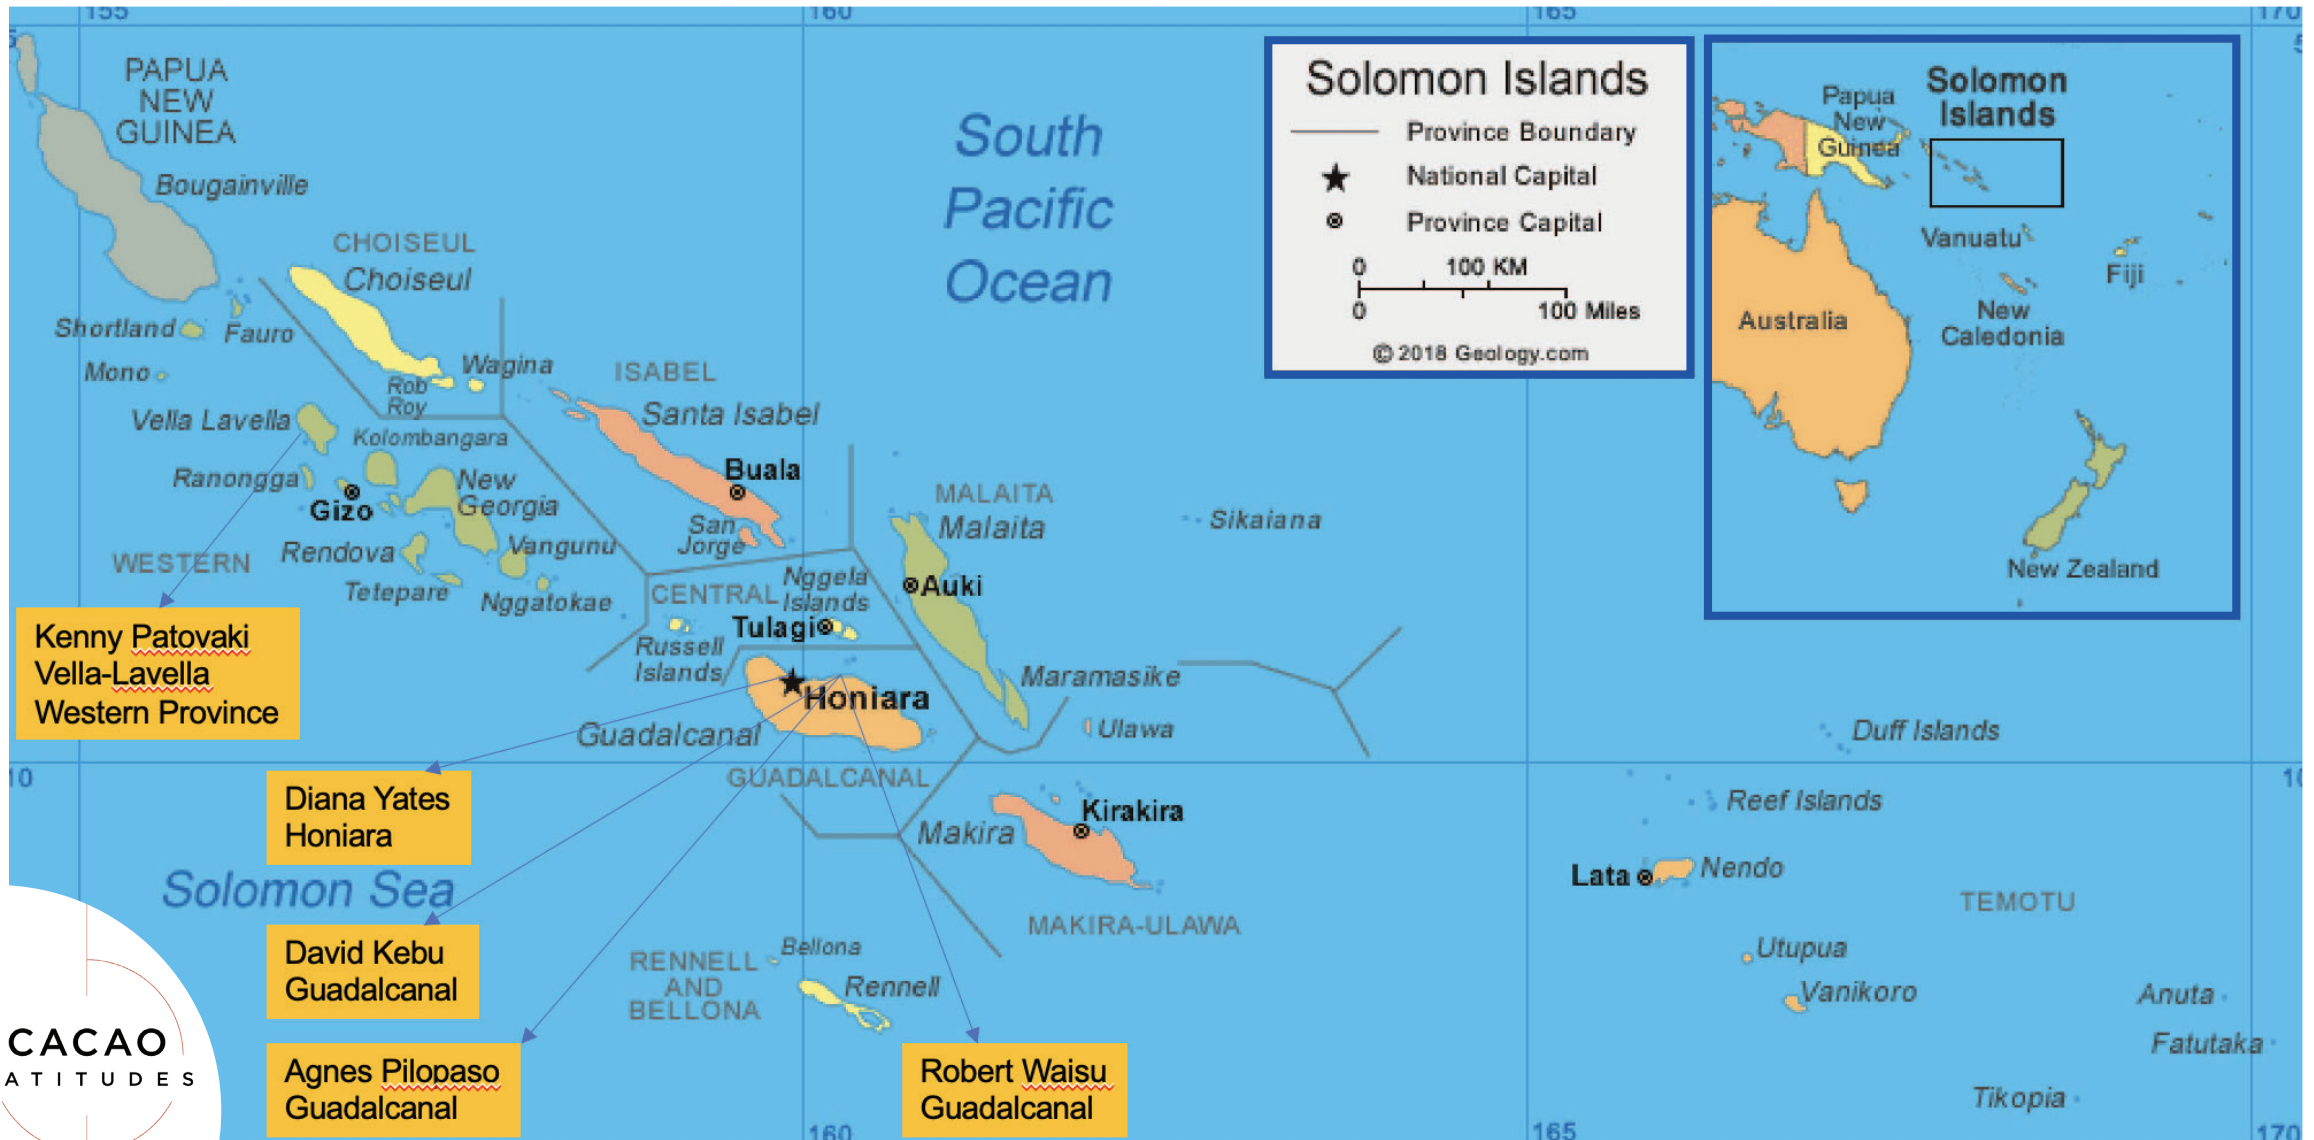 155
160
165
170
5
5
PAPUA
NEW
GUINEA
Bougainville
CHOISEUL
Choiseul
Shortland
Fauro
Mono
Wagina
Rob
Roy
Vella Lavella
Kolombangara
Ranongga
Gizo
New
Georgia
WESTERN
Rendova
Vangunu
Tetepare
Nggatokae
ISABEL
Santa Isabel
Buala
San
Jorge
South
Pacific
Ocean
MALAITA
Malaita
Sikaiana
Auki
CENTRAL
Nggela
Islands
Tulagi
Russell
Islands
Maramasike
Ulawa
Honiara
Guadalcanal
GUADALCANAL
Makira
Kirakira
MAKIRA-ULAWA
Solomon Sea
RENNELL
AND
BELLONA
Bellona
Rennell
Duff Islands
Reef Islands
Lata
Nendo
TEMOTU
Utupua
Vanikoro
Anuta
Fatutaka
Tikopia
10
10
160
165
170
Solomon Islands
Province Boundary
National Capital
Province Capital
0
100 KM
0
100 Miles
© 2018 Geology.com
Solomon
Islands
Papua
New
Guinea
Vanuatu
Fiji
New
Caledonia
Australia
New Zealand
Kenny Patovaki
Vella-Lavella
Western Province
Diana Yates
Honiara
David Kebu
Guadalcanal
Agnes Pilopaso
Guadalcanal
Robert Waisu
Guadalcanal
CACAO
ATITUDES